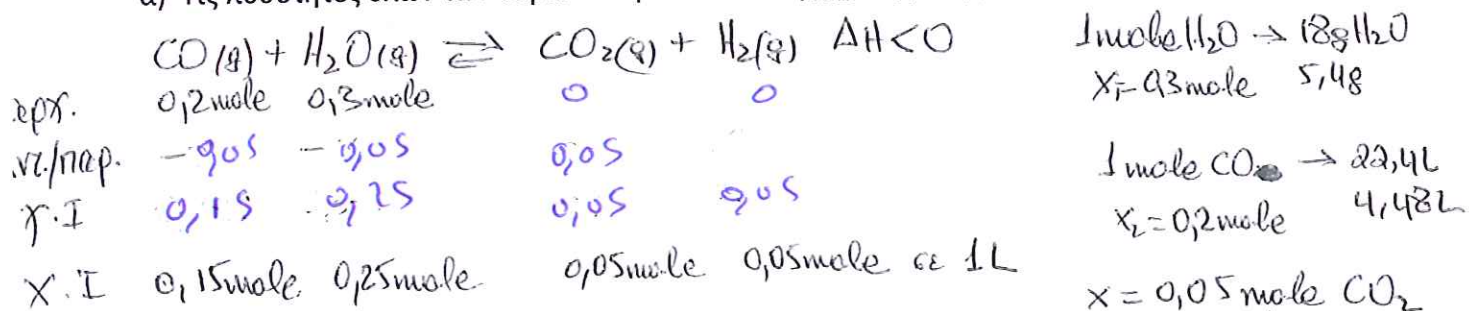 CO(g) + H₂O(g) ⇌ CO₂(g) + H₂(g) ΔH<0
αρχ. 0,2mole 0,3mole 0 0
αντ/παρ. -0,05 -0,05 0,05
Χ.Ι 0,15 0,25 0,05 0,05
Χ.Ι 0,15mole 0,25mole 0,05mole 0,05mole σε 1L
1mole H₂O → 18g H₂O
x₁=0,3mole 5,4g
1mole CO → 22,4L
x₂=0,2mole 4,48L
x = 0,05 mole CO₂